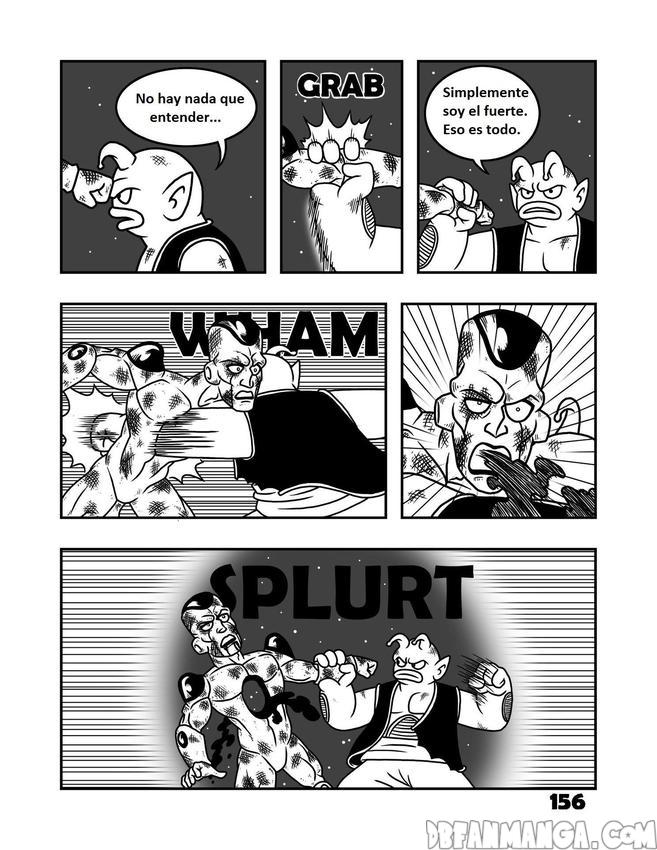 No hay nada que
entender...
GRAB
Simplemente
soy el fuerte.
Eso es todo.
WHAM
SPLURT
156
DBFANMANGA.COM